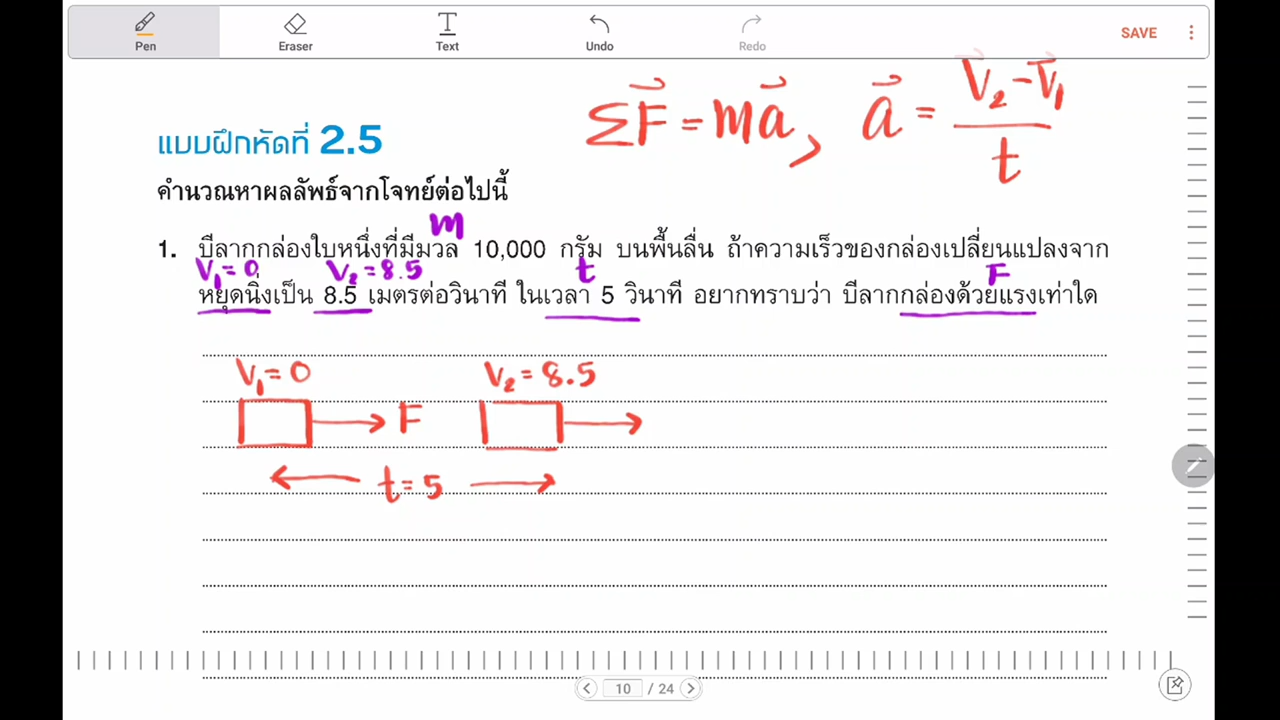 Pen Eraser Text Undo Redo SAVE
ΣF⃗ = ma⃗, a⃗ = (V⃗₂ - V⃗₁)/t
แบบฝึกหัดที่ 2.5
คำนวณหาผลลัพธ์จากโจทย์ต่อไปนี้
m
1. บีลากกล่องใบหนึ่งที่มีมวล 10,000 กรัม บนพื้นลื่น ถ้าความเร็วของกล่องเปลี่ยนแปลงจาก
V₁ = 0 V₂ = 8.5 t F
หยุดนิ่งเป็น 8.5 เมตรต่อวินาที ในเวลา 5 วินาที อยากทราบว่า บีลากกล่องด้วยแรงเท่าใด
V₁ = 0 V₂ = 8.5
F
t = 5
10 / 24